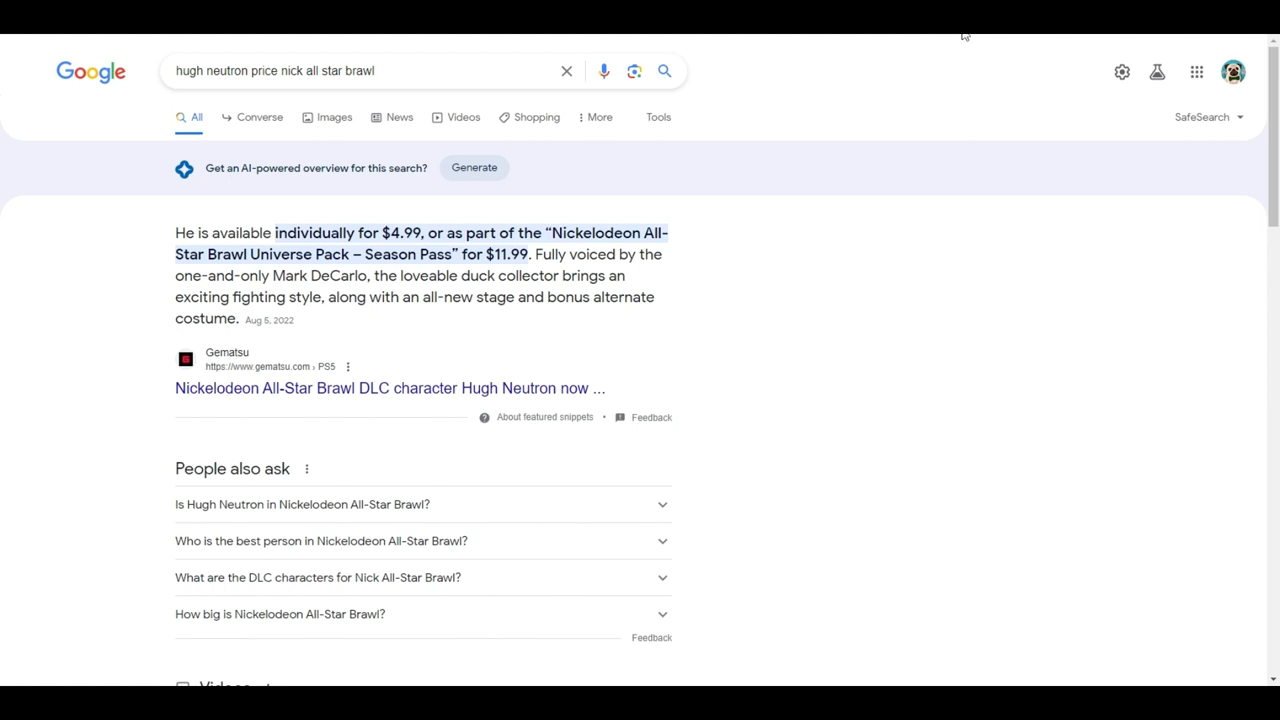 Google
hugh neutron price nick all star brawl
All
Converse
Images
News
Videos
Shopping
More
Tools
SafeSearch
Get an AI-powered overview for this search?
Generate
He is available individually for $4.99, or as part of the “Nickelodeon All-
Star Brawl Universe Pack – Season Pass” for $11.99. Fully voiced by the
one-and-only Mark DeCarlo, the loveable duck collector brings an
exciting fighting style, along with an all-new stage and bonus alternate
costume. Aug 5, 2022
Gematsu
https://www.gematsu.com › PS5
Nickelodeon All-Star Brawl DLC character Hugh Neutron now ...
About featured snippets • Feedback
People also ask
Is Hugh Neutron in Nickelodeon All-Star Brawl?
Who is the best person in Nickelodeon All-Star Brawl?
What are the DLC characters for Nick All-Star Brawl?
How big is Nickelodeon All-Star Brawl?
Feedback